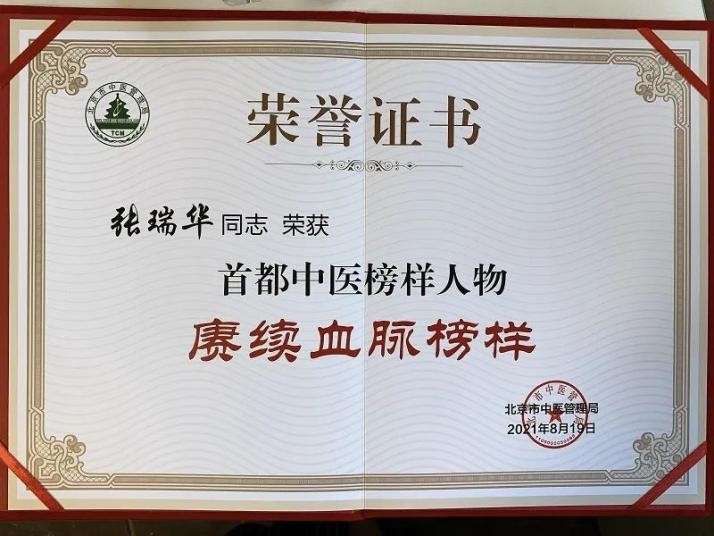 北京市中医管理局
TCM
荣誉证书
张瑞华 同志 荣获
首都中医榜样人物
赓续血脉榜样
北京市中医管理局
2021年8月19日